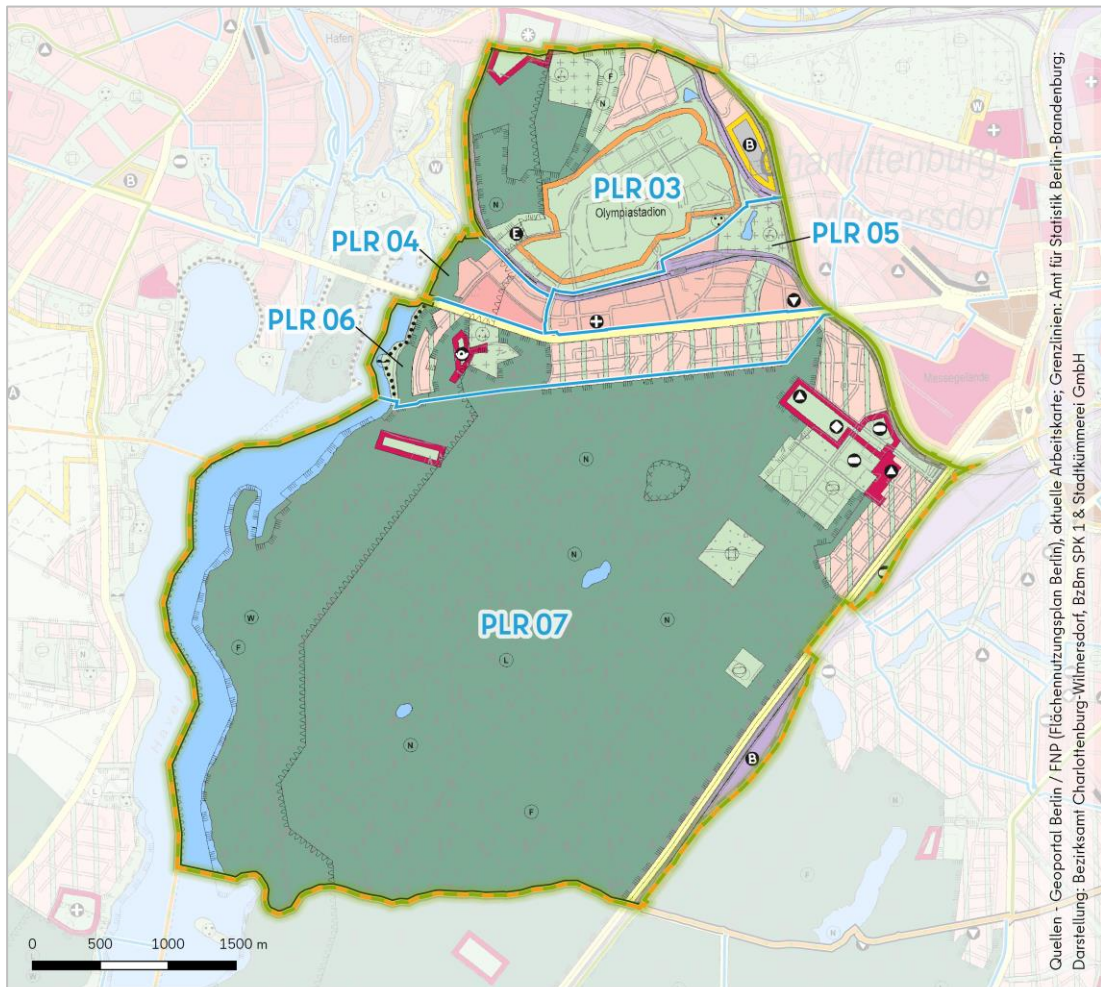 Hafen
PLR 03
Olympiastadion
Charlottenburg-
Wilmersdorf
PLR 04
PLR 05
PLR 06
Messegelände
PLR 07
Havel
N
F
N
B
W
B
W
E
N
N
N
W
F
L
N
F
B
L
L
A
N
N
F
N
0 500 1000 1500 m
Quellen - Geoportal Berlin / FNP (Flächennutzungsplan Berlin), aktuelle Arbeitskarte; Grenzlinien: Amt für Statistik Berlin-Brandenburg;
Darstellung: Bezirksamt Charlottenburg-Wilmersdorf, BzBm SPK 1 & Stadtkümmerei GmbH